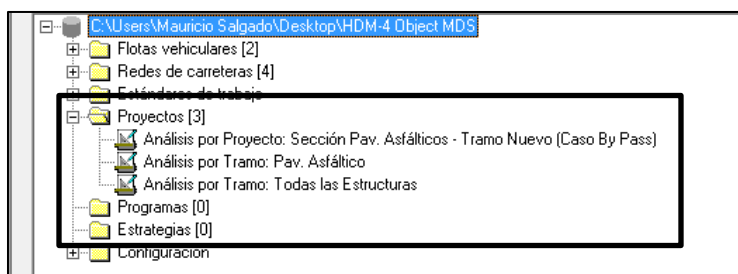 C:\Users\Mauricio Salgado\Desktop\HDM-4 Object MDS
Flotas vehiculares [2]
Redes de carreteras [4]
Estándares de trabajo
Proyectos [3]
Análisis por Proyecto: Sección Pav. Asfálticos - Tramo Nuevo (Caso By Pass)
Análisis por Tramo: Pav. Asfáltico
Análisis por Tramo: Todas las Estructuras
Programas [0]
Estrategias [0]
Configuración